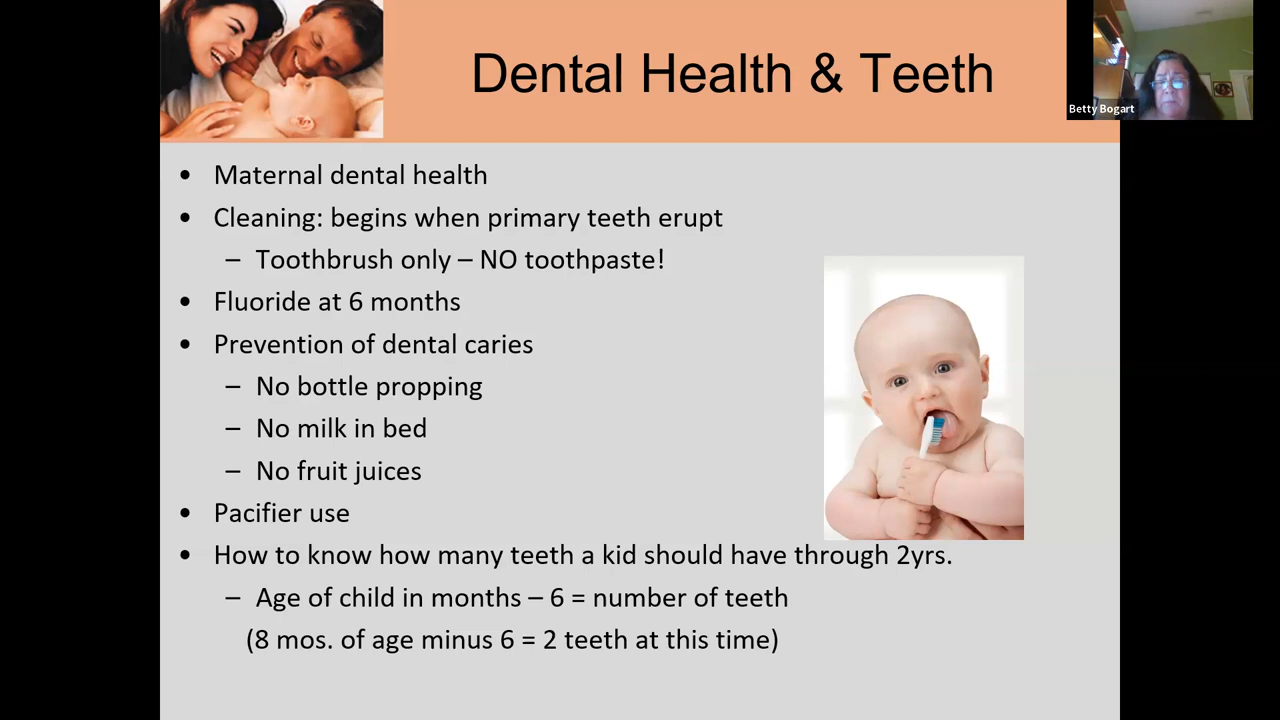 Dental Health & Teeth
Betty Bogart
• Maternal dental health
• Cleaning: begins when primary teeth erupt
– Toothbrush only – NO toothpaste!
• Fluoride at 6 months
• Prevention of dental caries
– No bottle propping
– No milk in bed
– No fruit juices
• Pacifier use
• How to know how many teeth a kid should have through 2yrs.
– Age of child in months – 6 = number of teeth
(8 mos. of age minus 6 = 2 teeth at this time)